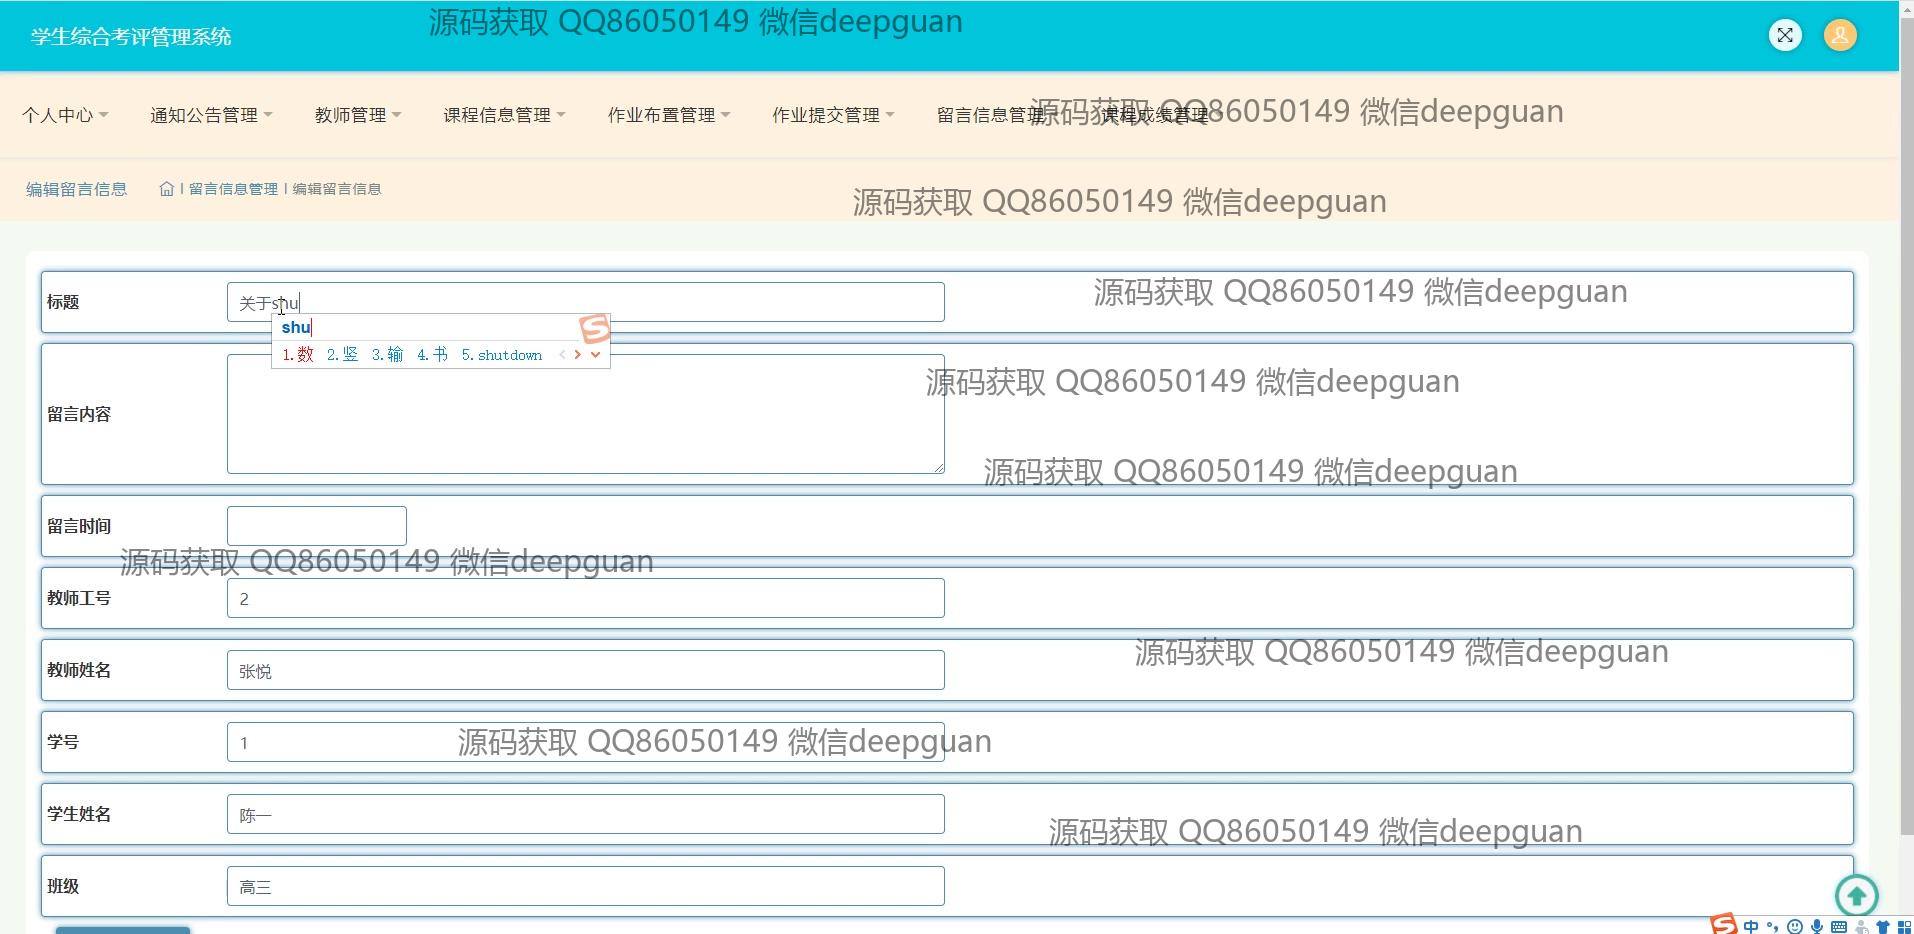 源码获取 QQ86050149 微信deepguan
学生综合考评管理系统
个人中心 通知公告管理 教师管理 课程信息管理 作业布置管理 作业提交管理 留言信息管理 课程成绩管理
源码获取 QQ86050149 微信deepguan
编辑留言信息 留言信息管理 编辑留言信息
源码获取 QQ86050149 微信deepguan
标题 关于shu
源码获取 QQ86050149 微信deepguan
shu
1.数 2.竖 3.输 4.书 5.shutdown
源码获取 QQ86050149 微信deepguan
留言内容
源码获取 QQ86050149 微信deepguan
留言时间
源码获取 QQ86050149 微信deepguan
教师工号 2
源码获取 QQ86050149 微信deepguan
教师姓名 张悦
学号 1
源码获取 QQ86050149 微信deepguan
学生姓名 陈一
源码获取 QQ86050149 微信deepguan
班级 高三
中